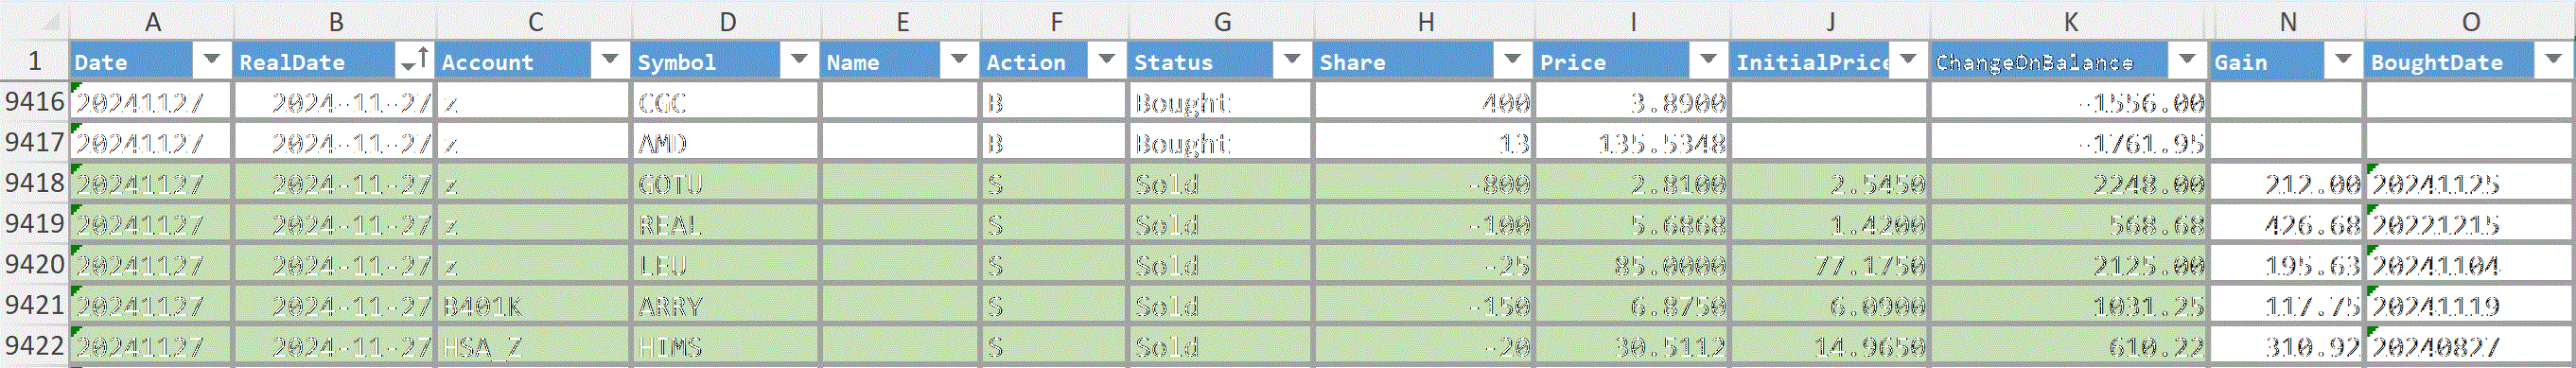 A B C D E F G H I J K N O
1 Date RealDate Account Symbol Name Action Status Share Price InitialPrice ChangeOnBalance Gain BoughtDate
9416 20241127 2024-11-27 z CGC B Bought 400 3.8900 -1556.00
9417 20241127 2024-11-27 z AMD B Bought 13 135.5348 -1761.95
9418 20241127 2024-11-27 z GOTU S Sold -800 2.8100 2.5450 2248.00 212.00 20241125
9419 20241127 2024-11-27 z REAL S Sold -100 5.6868 1.4200 568.68 426.68 20221215
9420 20241127 2024-11-27 z LEU S Sold -25 85.0000 77.1750 2125.00 195.63 20241104
9421 20241127 2024-11-27 B401K ARRY S Sold -150 6.8750 6.0900 1031.25 117.75 20241119
9422 20241127 2024-11-27 HSA_Z HIMS S Sold -20 30.5112 14.9650 610.22 310.92 20240827